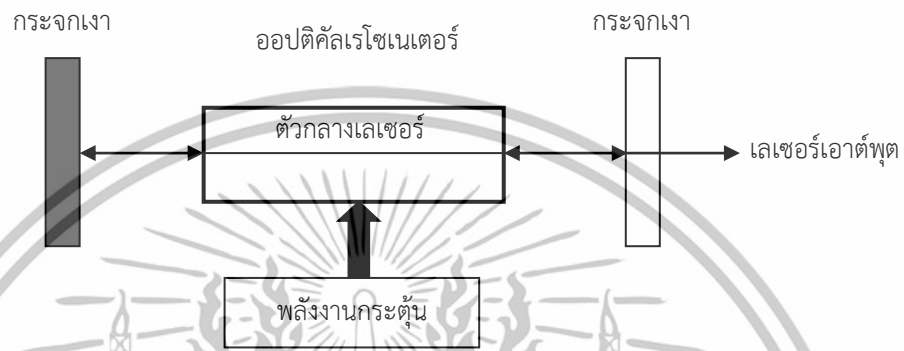 กระจกเงา
ออปติคัลเรโซเนเตอร์
กระจกเงา
ตัวกลางเลเซอร์
เลเซอร์เอาต์พุต
พลังงานกระตุ้น